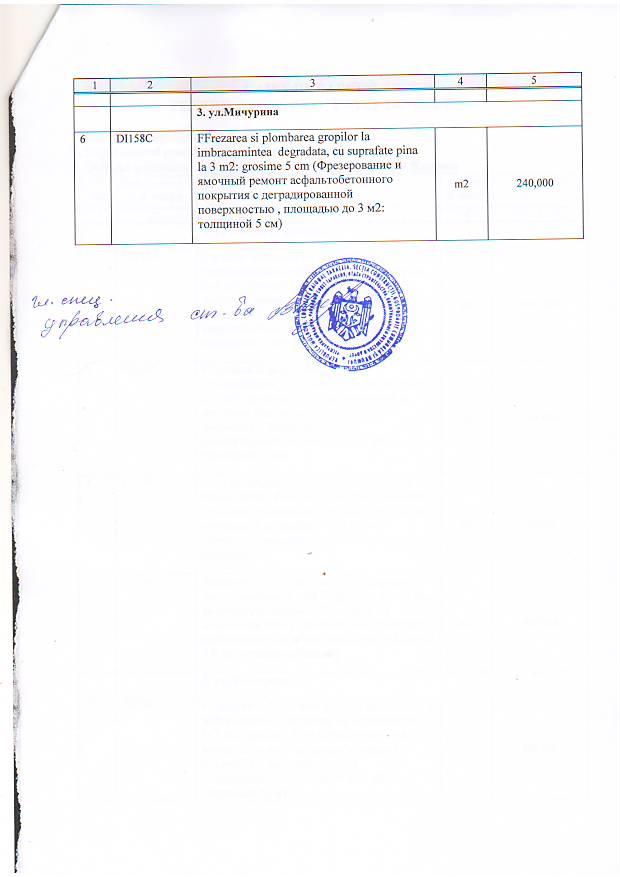 1 2 3 4 5
3. ул.Мичурина
6 DI158C FFrezarea si plombarea gropilor la
imbracamintea degradata, cu suprafate pina
la 3 m2: grosime 5 cm (Фрезерование и
ямочный ремонт асфальтобетонного
покрытия с деградированной
поверхностью , площадью до 3 м2:
толщиной 5 см)
m2 240,000
гл. спец.
управления ст-ва